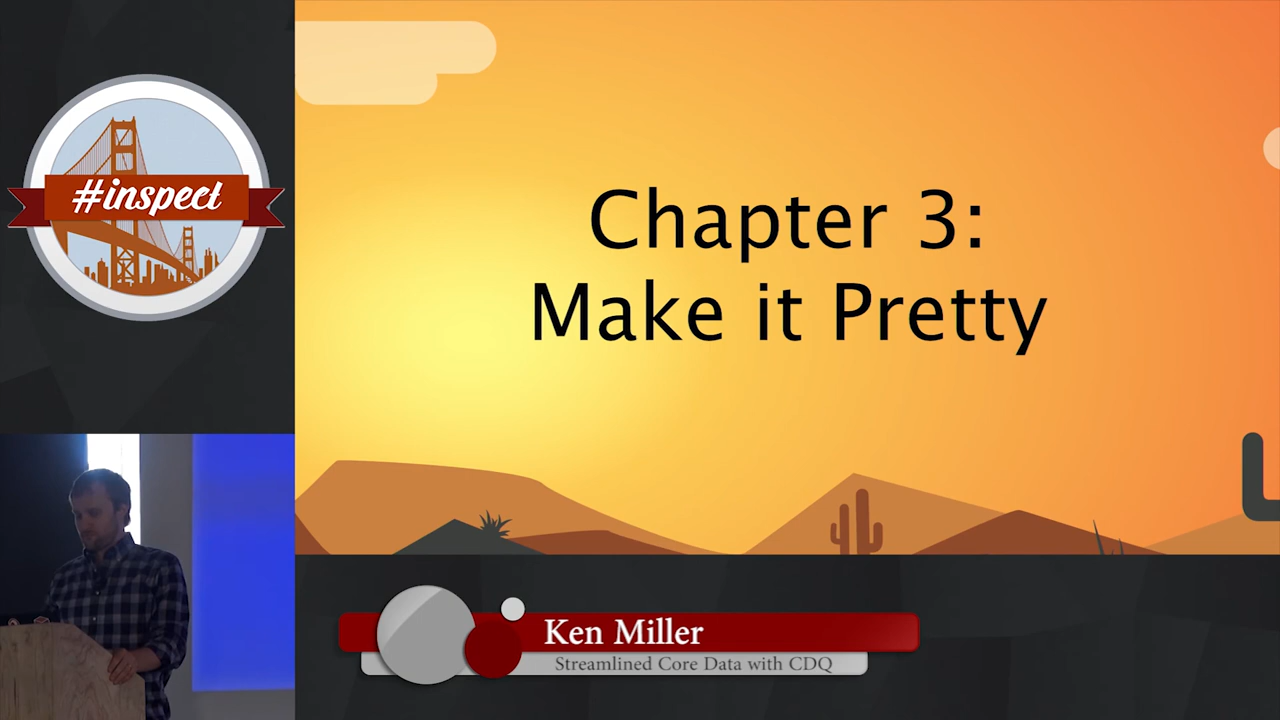 #inspect
Chapter 3:
Make it Pretty
Ken Miller
Streamlined Core Data with CDQ